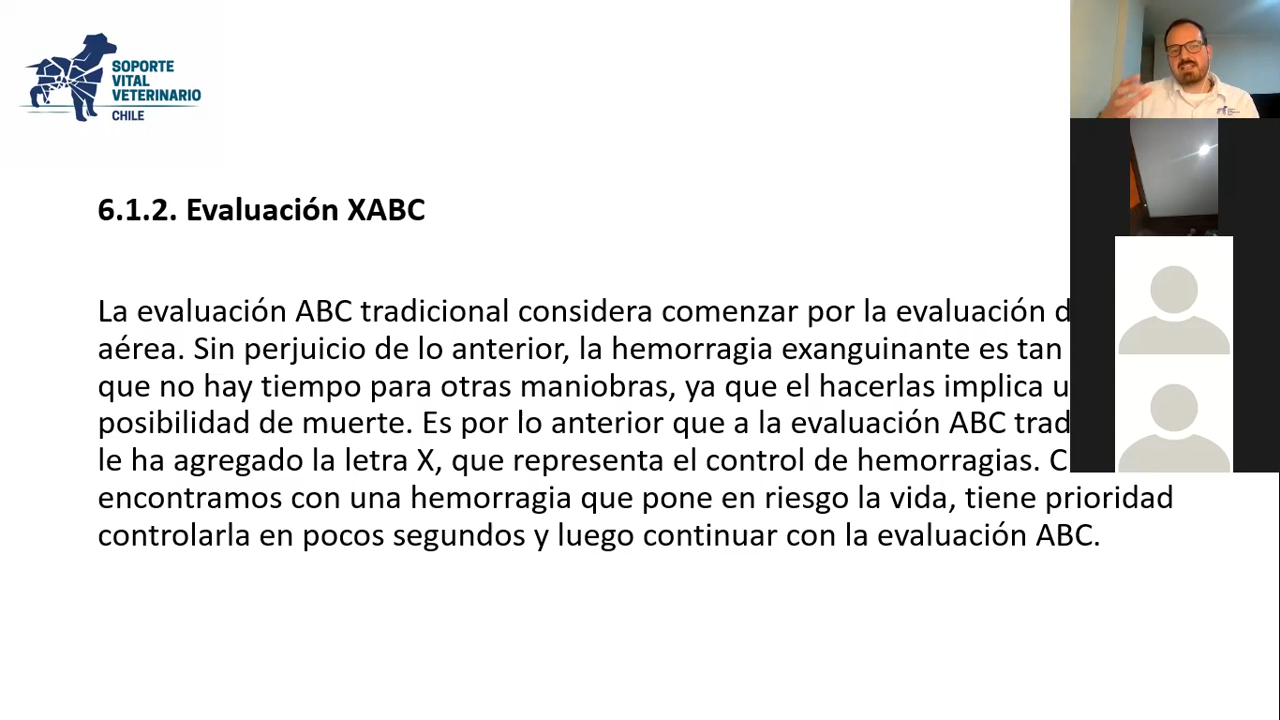 SOPORTE
VITAL
VETERINARIO
CHILE
6.1.2. Evaluación XABC
La evaluación ABC tradicional considera comenzar por la evaluación
aérea. Sin perjuicio de lo anterior, la hemorragia exanguinante es tan
que no hay tiempo para otras maniobras, ya que el hacerlas implica
posibilidad de muerte. Es por lo anterior que a la evaluación ABC
le ha agregado la letra X, que representa el control de hemorragias.
encontramos con una hemorragia que pone en riesgo la vida, tiene prioridad
controlarla en pocos segundos y luego continuar con la evaluación ABC.